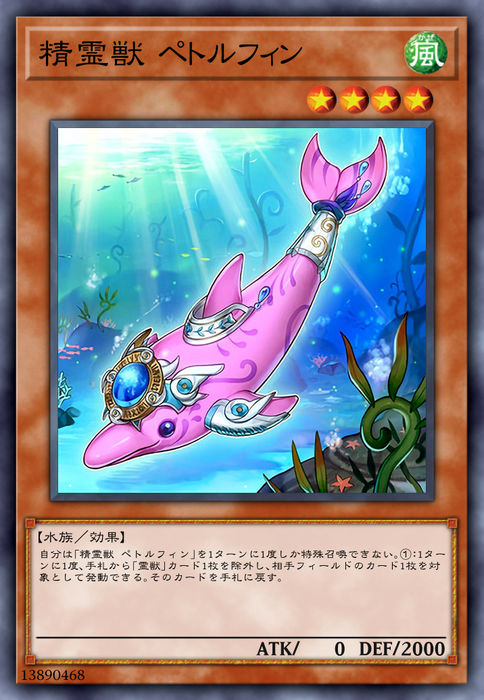 精霊獣 ペトルフィン
かぜ
風
【水族／効果】
自分は「精霊獣 ペトルフィン」を1ターンに1度しか特殊召喚できない。①:1ター
ンに1度、手札から「霊獣」カード1枚を除外し、相手フィールドのカード1枚を対
象として発動できる。そのカードを手札に戻す。
ATK/ 0 DEF/2000
13890468